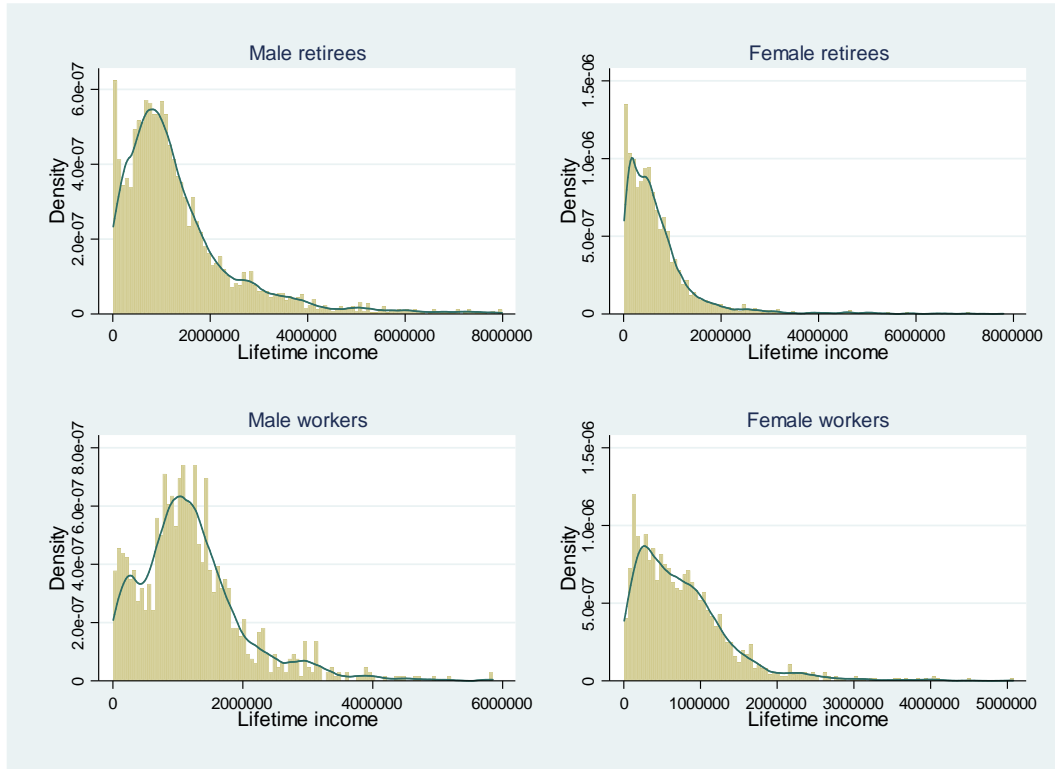 Male retirees
Density
0 2.0e-07 4.0e-07 6.0e-07
0 2000000 4000000 6000000 8000000
Lifetime income
Female retirees
Density
0 5.0e-07 1.0e-06 1.5e-06
0 2000000 4000000 6000000 8000000
Lifetime income
Male workers
Density
0 2.0e-07 4.0e-07 6.0e-07 8.0e-07
0 2000000 4000000 6000000
Lifetime income
Female workers
Density
0 5.0e-07 1.0e-06 1.5e-06
0 1000000 2000000 3000000 4000000 5000000
Lifetime income